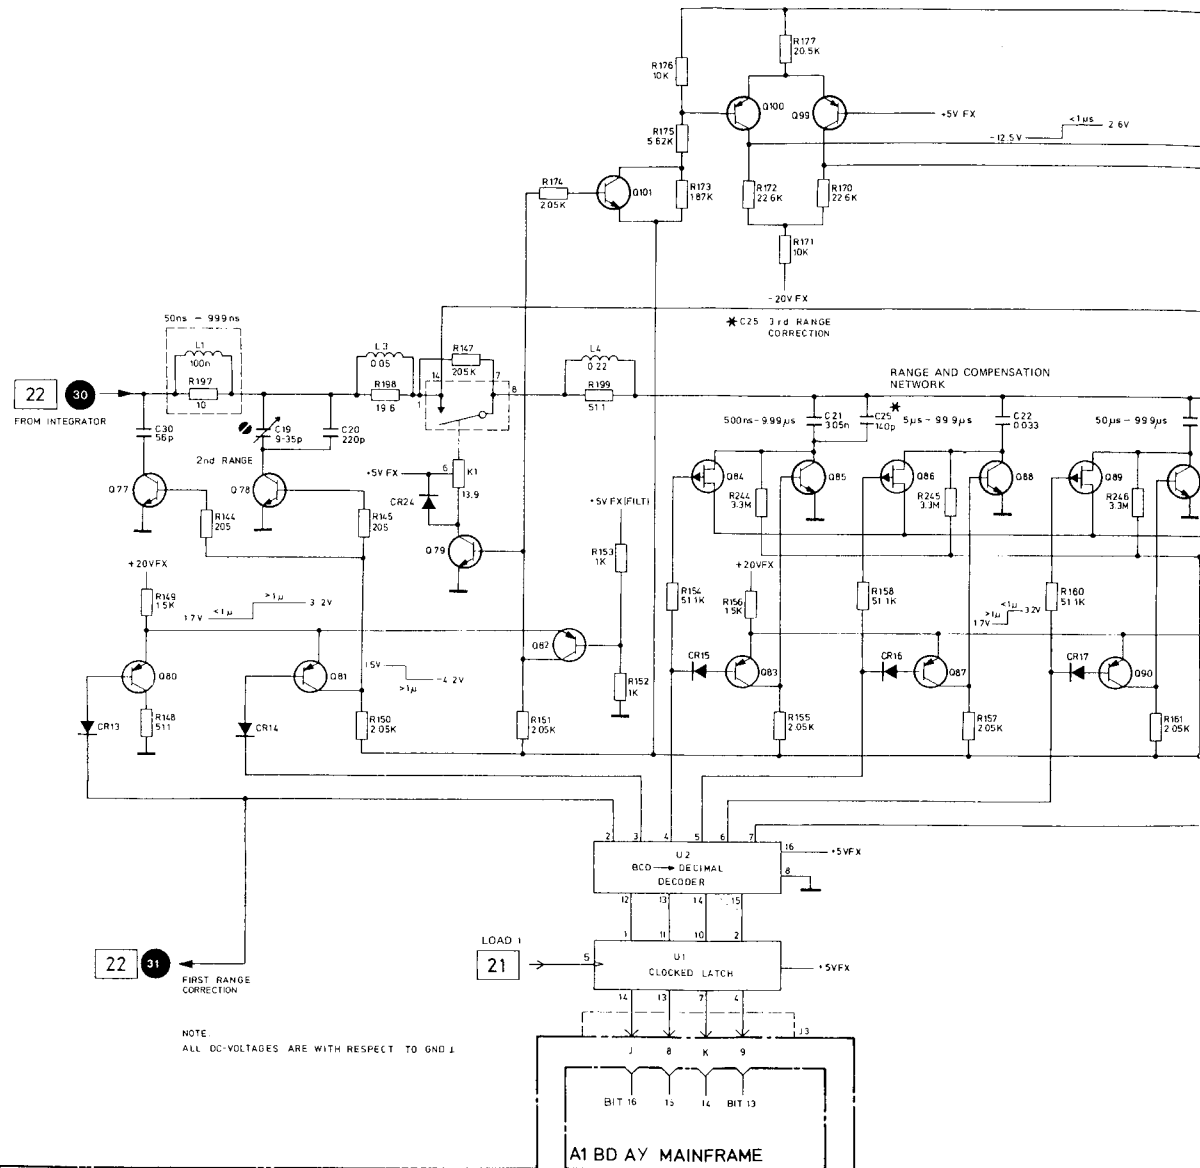 R177
20.5K
R176
10K
Q100
Q99
+5V FX
<1µs
-12.5V
2.6V
R175
5.62K
R174
2.05K
Q101
R173
1.87K
R172
22.6K
R170
22.6K
R171
10K
-20V FX
✱ C25 3rd RANGE
CORRECTION
50ns - 999ns
L1
100n
R197
10
L3
0.05
R198
19.6
14
R147
205K
7
1
8
L4
0.22
R199
51.1
RANGE AND COMPENSATION
NETWORK
22
30
FROM INTEGRATOR
C30
56p
C19
9-35p
C20
220p
2nd RANGE
Q77
Q78
R144
205
R145
205
+5V FX
6
K1
13.9
CR24
Q79
+5V FX (FILT)
R153
1K
500ns-9.99µs
C21
3.05n
C25
140p
✱
5µs - 99.9µs
C22
0.033
50µs - 999µs
Q84
R244
3.3M
Q85
Q86
R245
3.3M
Q88
Q89
R246
3.3M
+20VFX
R149
1.5K
<1µ
>1µ
1.7V
3.2V
Q80
Q81
1.5V
-4.2V
>1µ
Q82
R152
1K
R154
51.1K
+20VFX
R156
1.5K
R158
51.1K
R160
51.1K
<1µ
>1µ
3.2V
1.7V
CR15
Q83
CR16
Q87
CR17
Q90
CR13
R148
511
CR14
R150
2.05K
R151
2.05K
R155
2.05K
R157
2.05K
R161
2.05K
2 3 4 5 6 7
U2
BCD → DECIMAL
DECODER
16
+5VFX
8
12 13 14 15
1 11 10 2
LOAD 1
21
5
U1
CLOCKED LATCH
+5VFX
14 13 7 4
J3
J 8 K 9
BIT 16 15 14 BIT 13
22
31
FIRST RANGE
CORRECTION
NOTE:
ALL DC-VOLTAGES ARE WITH RESPECT TO GND ⊥
A1 BD AY MAINFRAME